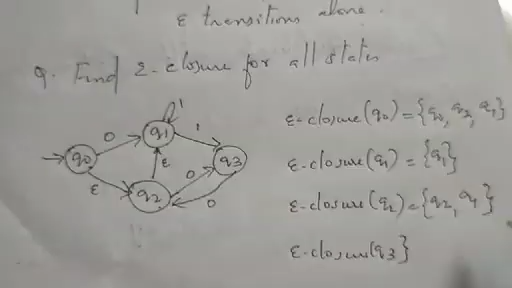 ε transitions alone.
9. Find ε-closure for all states
q0
0
q1
1
1
q3
ε
ε
q2
0
0
ε-closure(q0) = {q0, q2, q1}
ε-closure(q1) = {q1}
ε-closure(q2) = {q2, q1}
ε-closure(q3}